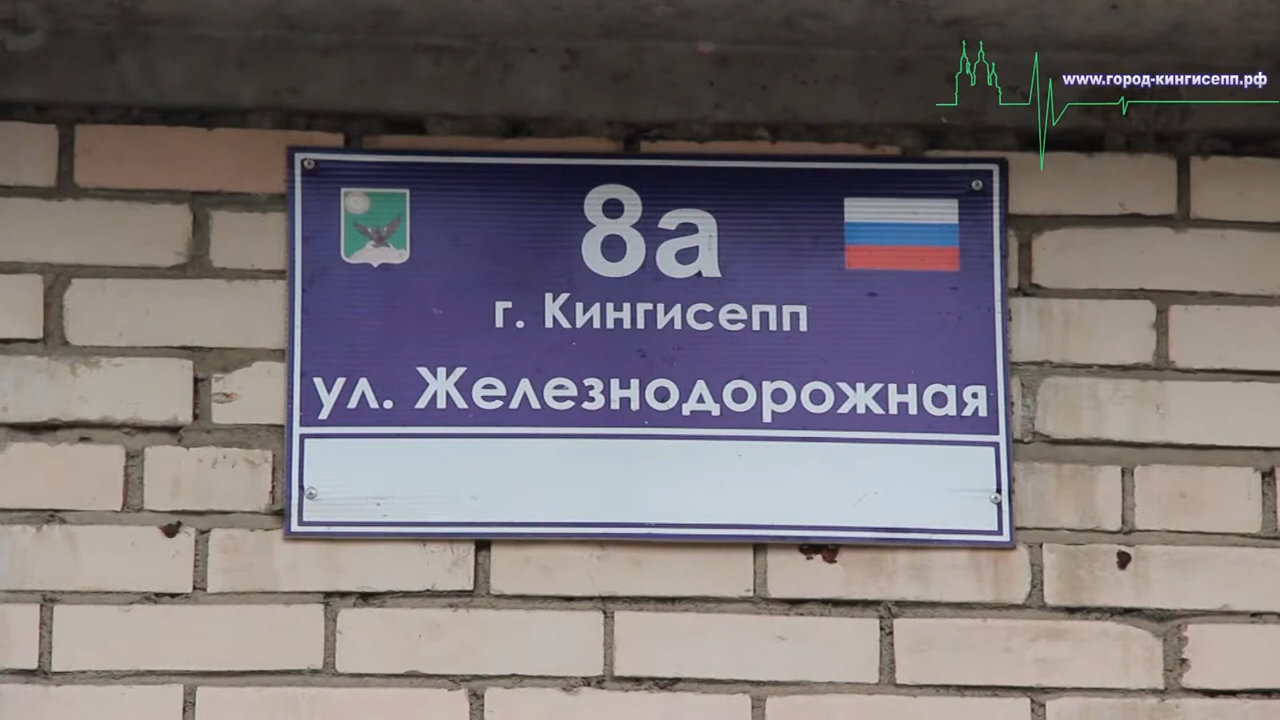 www.город-кингисепп.рф
8а
г. Кингисепп
ул. Железнодорожная